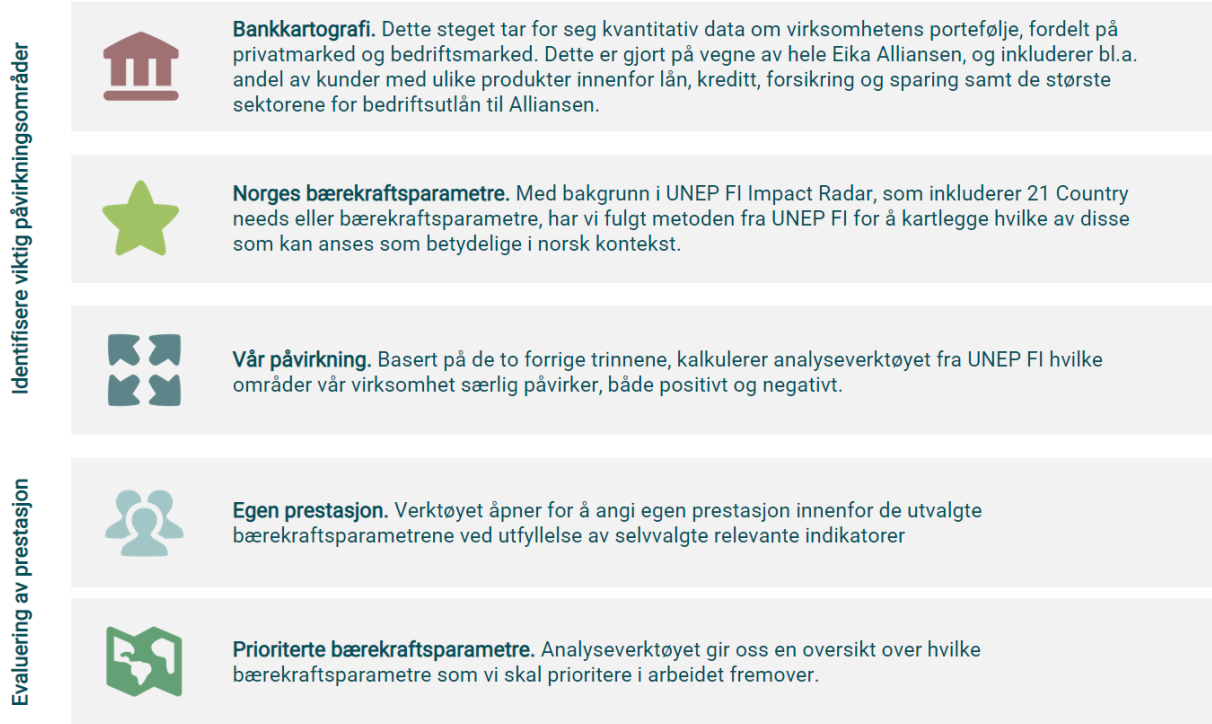 Identifisere viktig påvirkningsområder
Bankkartografi. Dette steget tar for seg kvantitativ data om virksomhetens portefølje, fordelt på
privatmarked og bedriftsmarked. Dette er gjort på vegne av hele Eika Alliansen, og inkluderer bl.a.
andel av kunder med ulike produkter innenfor lån, kreditt, forsikring og sparing samt de største
sektorene for bedriftsutlån til Alliansen.
Norges bærekraftsparametre. Med bakgrunn i UNEP FI Impact Radar, som inkluderer 21 Country
needs eller bærekraftsparametre, har vi fulgt metoden fra UNEP FI for å kartlegge hvilke av disse
som kan anses som betydelige i norsk kontekst.
Vår påvirkning. Basert på de to forrige trinnene, kalkulerer analyseverktøyet fra UNEP FI hvilke
områder vår virksomhet særlig påvirker, både positivt og negativt.
Evaluering av prestasjon
Egen prestasjon. Verktøyet åpner for å angi egen prestasjon innenfor de utvalgte
bærekraftsparametrene ved utfyllelse av selvvalgte relevante indikatorer
Prioriterte bærekraftsparametre. Analyseverktøyet gir oss en oversikt over hvilke
bærekraftsparametre som vi skal prioritere i arbeidet fremover.